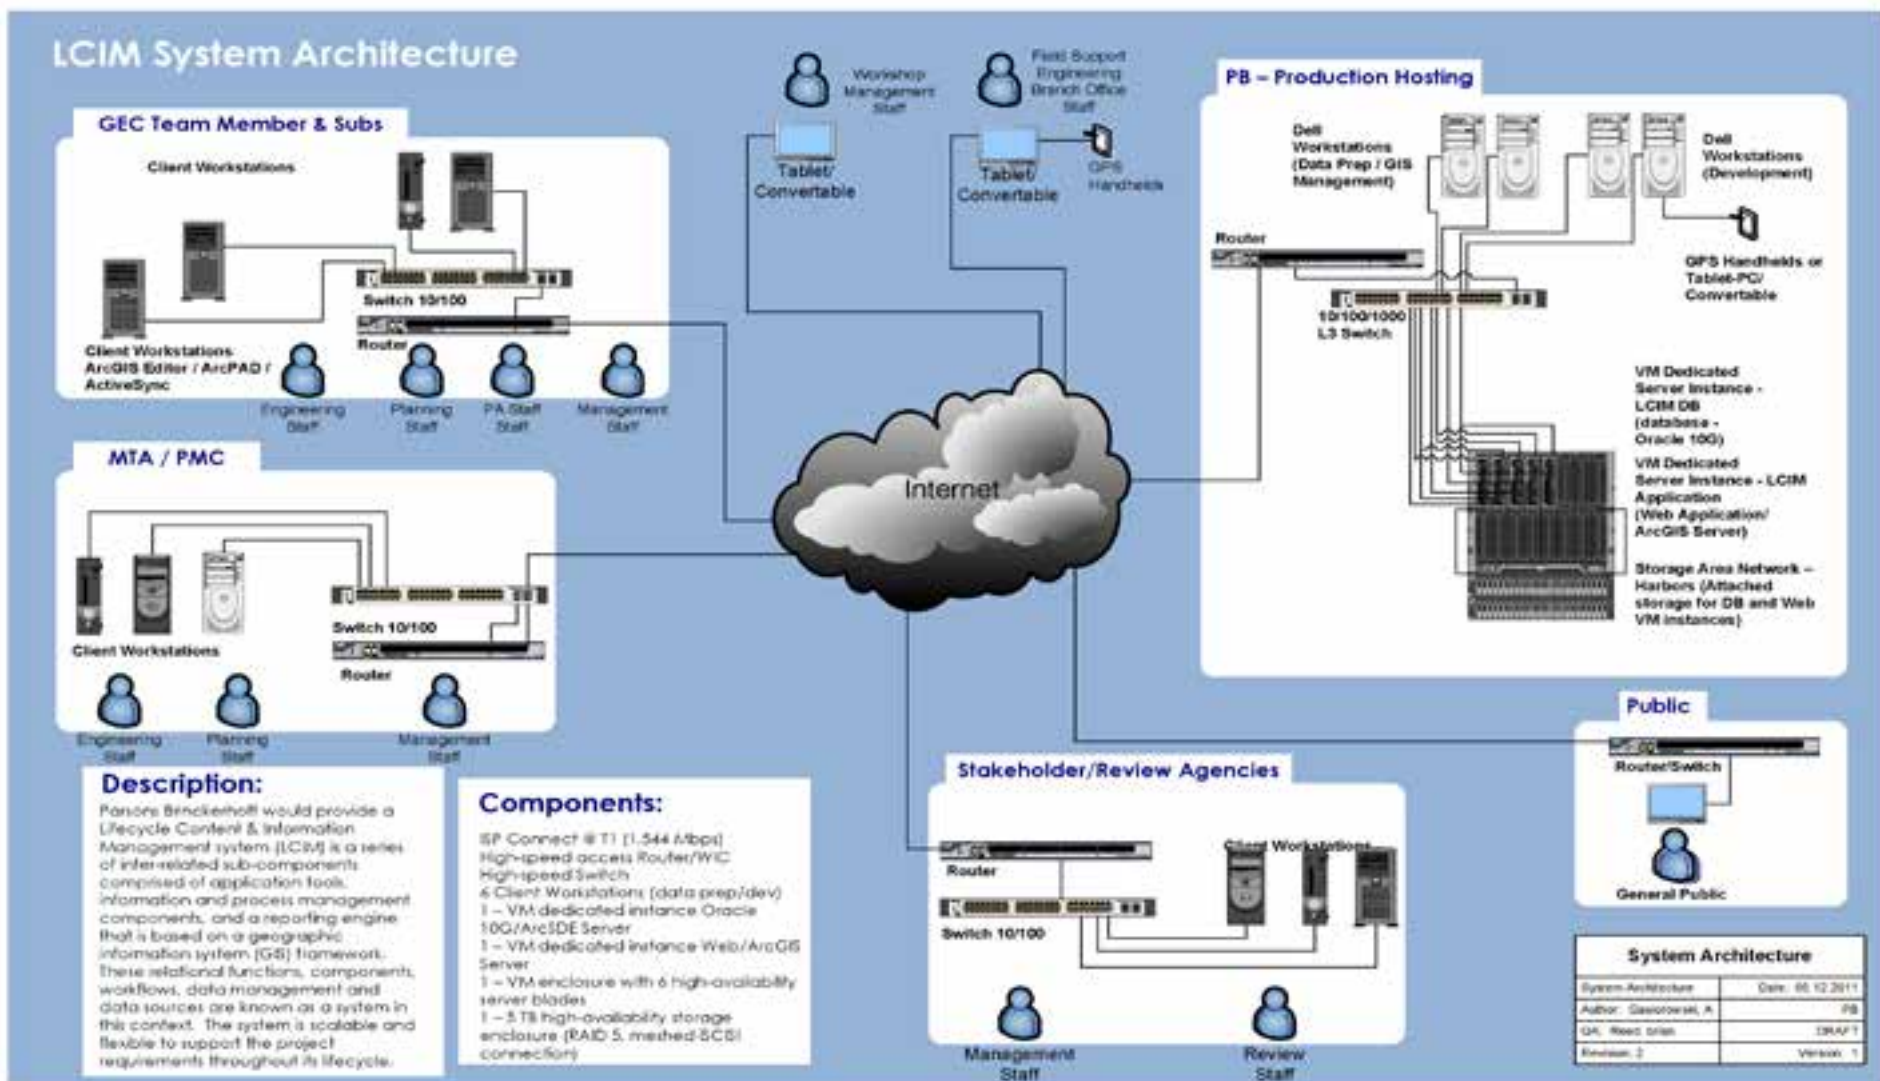 LCIM System Architecture
GEC Team Member & Subs
Client Workstations
Switch 10/100
Router
Client Workstations
ArcGIS Editor / ArcPAD /
ActiveSync
Engineering
Staff
Planning
Staff
PA Staff
Staff
Management
Staff
MTA / PMC
Client Workstations
Switch 10/100
Router
Engineering
Staff
Planning
Staff
Management
Staff
Workshop
Management
Staff
Tablet/
Convertable
Field Support
Engineering
Branch Office
Staff
Tablet/
Convertable
GPS
Handhelds
Internet
PB – Production Hosting
Dell
Workstations
(Data Prep / GIS
Management)
Dell
Workstations
(Development)
Router
10/100/1000
L3 Switch
GPS Handhelds or
Tablet-PC/
Convertable
VM Dedicated
Server Instance -
LCIM DB
(database -
Oracle 10G)
VM Dedicated
Server Instance - LCIM
Application
(Web Application/
ArcGIS Server)
Storage Area Network –
Harbors (Attached
storage for DB and Web
VM instances)
Public
Router/Switch
General Public
Stakeholder/Review Agencies
Router
Client Workstations
Switch 10/100
Management
Staff
Review
Staff
Description:
Parsons Brinckerhoff would provide a
Lifecycle Content & Information
Management system (LCIM) is a series
of inter-related sub-components
comprised of application tools,
information and process management
components, and a reporting engine
that is based on a geographic
information system (GIS) framework.
These relational functions, components,
workflows, data management and
data sources are known as a system in
this context. The system is scalable and
flexible to support the project
requirements throughout its lifecycle.
Components:
ISP Connect @ T1 (1.544 Mbps)
High-speed access Router/WIC
High-speed Switch
6 Client Workstations (data prep/dev)
1 – VM dedicated instance Oracle
10G/ArcSDE Server
1 – VM dedicated instance Web/ArcGIS
Server
1 – VM enclosure with 6 high-availability
server blades
1 – TB high-availability storage
enclosure (RAID 5, meshed iSCSI
connection)
System Architecture
System Architecture
Date: 12.2011
Author: A
PB
QA: Reed, brian
DRAFT
Revision: 2
Version: 1